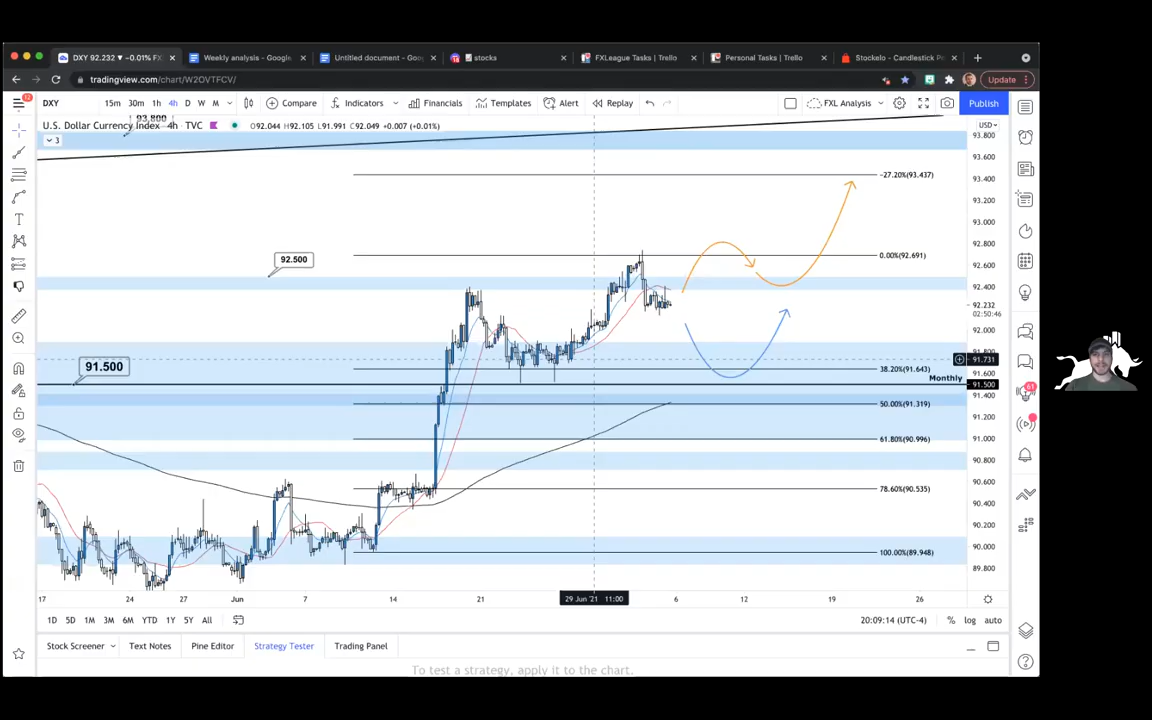 DXY 92.232 ▼ −0.01% FX
Weekly analysis - Google
Untitled document - Goog
stocks
FXLeague Tasks | Trello
Personal Tasks | Trello
Stockelo - Candlestick P
tradingview.com/chart/W2OVTFCV/
Update
DXY 15m 30m 1h 4h D W M Compare Indicators Financials Templates Alert Replay FXL Analysis Publish
93.800
U.S. Dollar Currency Index · 4h · TVC O92.044 H92.105 L91.991 C92.049 +0.007 (+0.01%)
3
USD
93.800
93.600
93.400
93.200
93.000
92.800
92.600
92.400
92.232
02:50:46
92.000
91.800
91.731
91.600
91.500
91.400
91.200
91.000
90.800
90.600
90.400
90.200
90.000
89.800
-27.20%(93.437)
0.00%(92.691)
92.500
91.500
38.20%(91.643)
Monthly
50.00%(91.319)
61.80%(90.996)
78.60%(90.535)
100.00%(89.948)
17 24 27 Jun 7 14 21 29 Jun '21 11:00 6 12 19 26
1D 5D 1M 3M 6M YTD 1Y 5Y All 20:09:14 (UTC-4) % log auto
Stock Screener Text Notes Pine Editor Strategy Tester Trading Panel
To test a strategy, apply it to the chart.
61